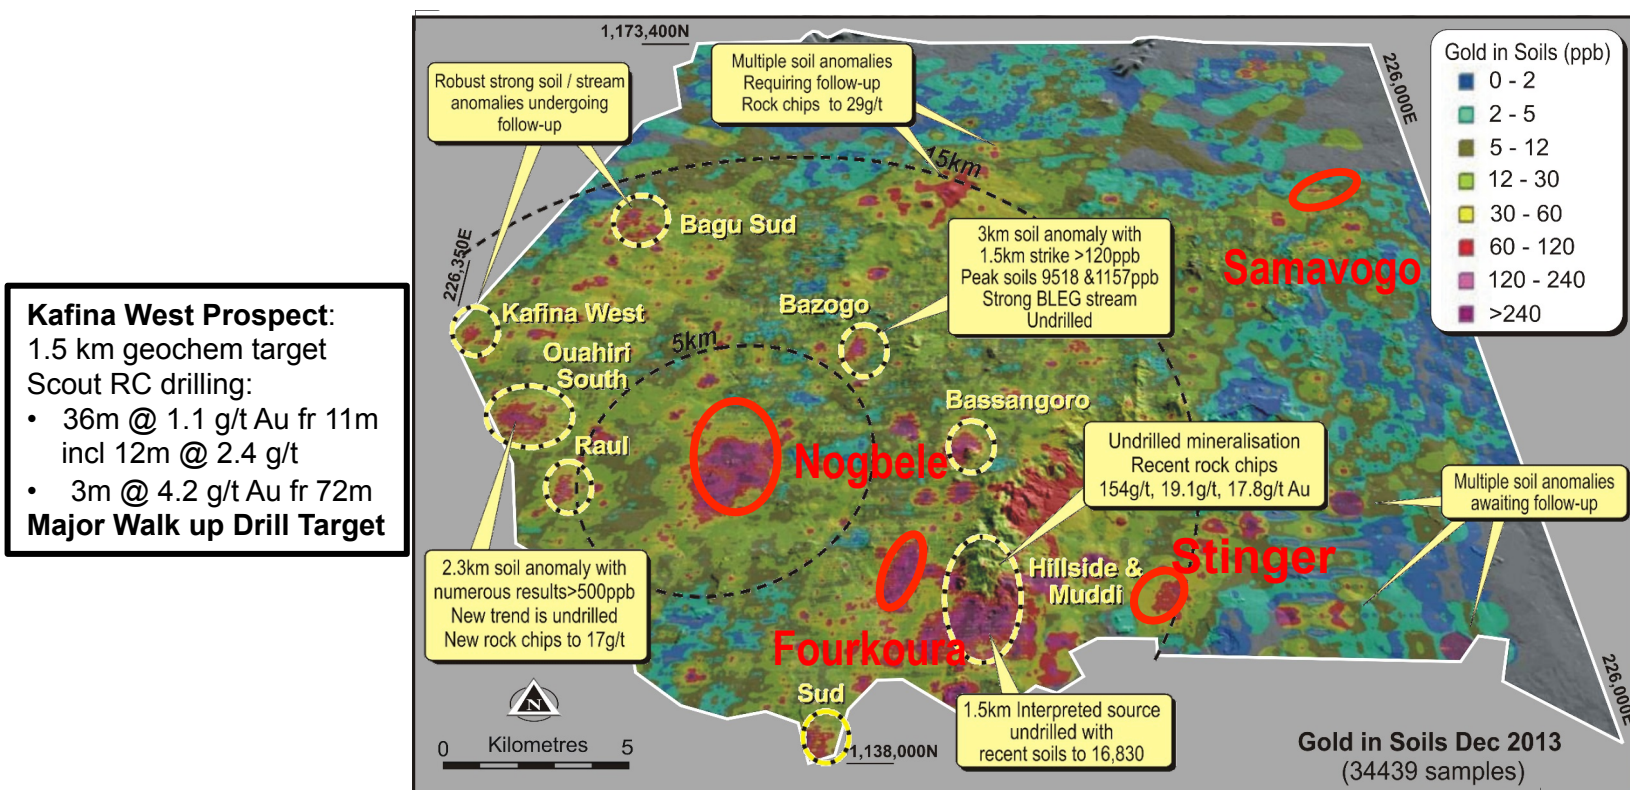 Kafina West Prospect:
1.5 km geochem target
Scout RC drilling:
• 36m @ 1.1 g/t Au fr 11m
incl 12m @ 2.4 g/t
• 3m @ 4.2 g/t Au fr 72m
Major Walk up Drill Target
1,173,400N
226,000E
Robust strong soil / stream
anomalies undergoing
follow-up
Multiple soil anomalies
Requiring follow-up
Rock chips to 29g/t
Gold in Soils (ppb)
0 - 2
2 - 5
5 - 12
12 - 30
30 - 60
60 - 120
120 - 240
>240
15km
Bagu Sud
226,350E
3km soil anomaly with
1.5km strike >120ppb
Peak soils 9518 &1157ppb
Strong BLEG stream
Undrilled
Samavogo
Kafina West
Bazogo
5km
Ouahiri
South
Bassangoro
Raul
Nogbele
Undrilled mineralisation
Recent rock chips
154g/t, 19.1g/t, 17.8g/t Au
Multiple soil anomalies
awaiting follow-up
2.3km soil anomaly with
numerous results>500ppb
New trend is undrilled
New rock chips to 17g/t
Stinger
Hillside &
Muddi
Fourkoura
Sud
226,000E
1.5km Interpreted source
undrilled with
recent soils to 16,830
N
0 Kilometres 5
1,138,000N
Gold in Soils Dec 2013
(34439 samples)